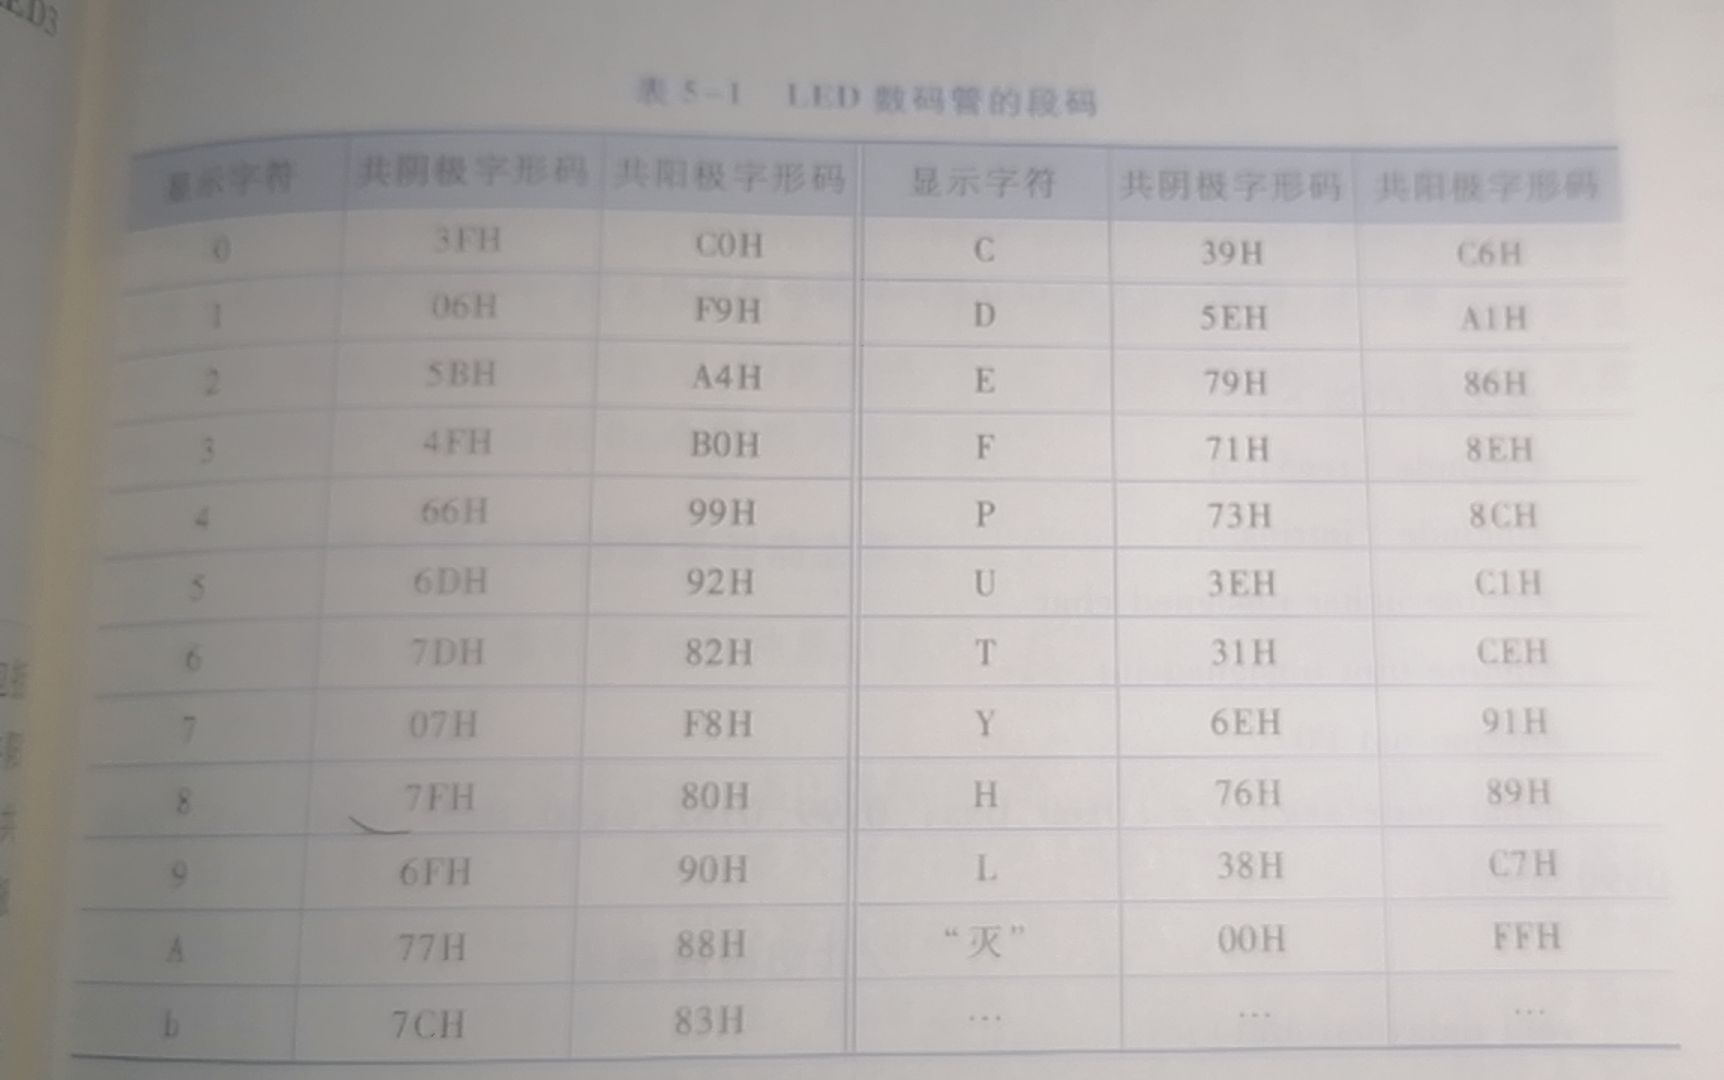 ED3
表 5-1 LED 数码管的段码
显示字符 共阴极字形码 共阳极字形码 显示字符 共阴极字形码 共阳极字形码
0 3FH C0H C 39H C6H
1 06H F9H D 5EH A1H
2 5BH A4H E 79H 86H
3 4FH B0H F 71H 8EH
4 66H 99H P 73H 8CH
5 6DH 92H U 3EH C1H
6 7DH 82H T 31H CEH
7 07H F8H Y 6EH 91H
8 7FH 80H H 76H 89H
9 6FH 90H L 38H C7H
A 77H 88H “灭” 00H FFH
b 7CH 83H … … …